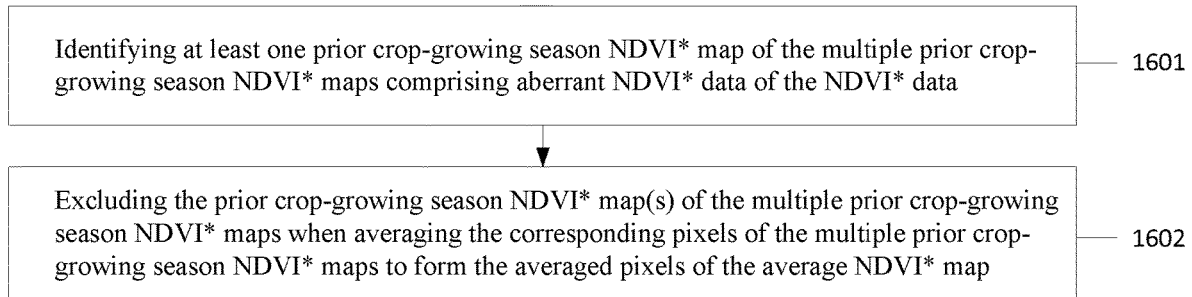 Identifying at least one prior crop-growing season NDVI* map of the multiple prior crop-
growing season NDVI* maps comprising aberrant NDVI* data of the NDVI* data
1601
Excluding the prior crop-growing season NDVI* map(s) of the multiple prior crop-growing
season NDVI* maps when averaging the corresponding pixels of the multiple prior crop-
growing season NDVI* maps to form the averaged pixels of the average NDVI* map
1602